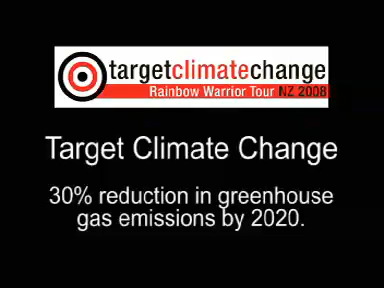 targetclimatechange
Rainbow Warrior Tour NZ 2008
Target Climate Change
30% reduction in greenhouse
gas emissions by 2020.